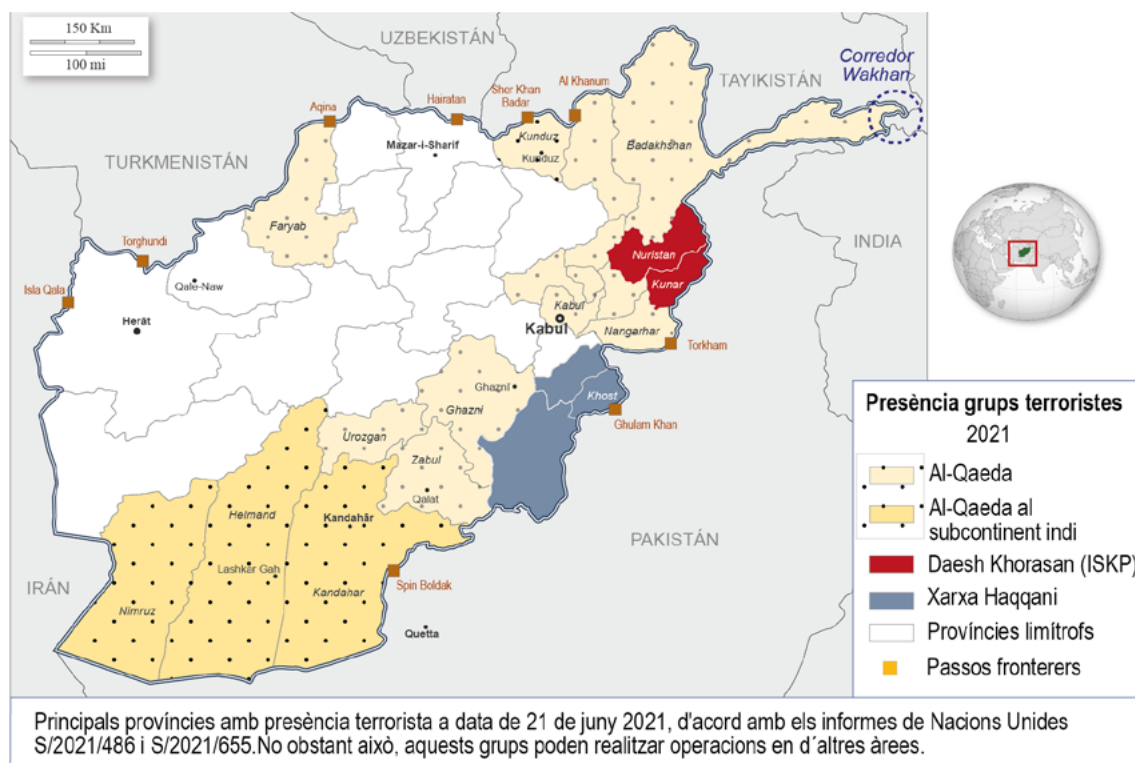 150 Km
100 mi
UZBEKISTÁN
Corredor
Wakhan
TAYIKISTÁN
Sher Khan
Badar
Al Khanum
Hairatan
Aqina
Kunduz
Kunduz
Mazar-i-Sharif
Badakhshan
TURKMENISTÁN
Faryab
Torghundi
Nuristan
INDIA
Qale-Naw
Kunar
Isla Qala
Kabul
Herāt
Kabul
Nangarhar
Torkham
Ghazni
Khost
Ghazni
Ghulam Khan
Urozgan
Zabul
Qalat
Helmand
Kandahār
PAKISTÁN
Lashkar Gah
Spin Boldak
IRÁN
Kandahar
Nimruz
Quetta
Presència grups terroristes
2021
Al-Qaeda
Al-Qaeda al
subcontinent indi
Daesh Khorasan (ISKP)
Xarxa Haqqani
Províncies limítrofs
Passos fronterers
Principals províncies amb presència terrorista a data de 21 de juny 2021, d'acord amb els informes de Nacions Unides
S/2021/486 i S/2021/655.No obstant això, aquests grups poden realitzar operacions en d´altres àrees.